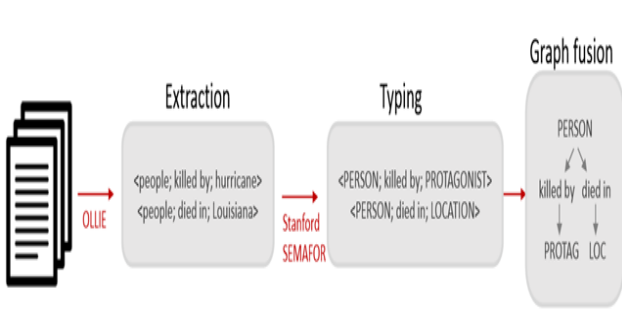 Graph fusion
Extraction
Typing
OLLIE
<people; killed by; hurricane>
<people; died in; Louisiana>
Stanford
SEMAFOR
<PERSON; killed by; PROTAGONIST>
<PERSON; died in; LOCATION>
PERSON
killed by died in
PROTAG LOC